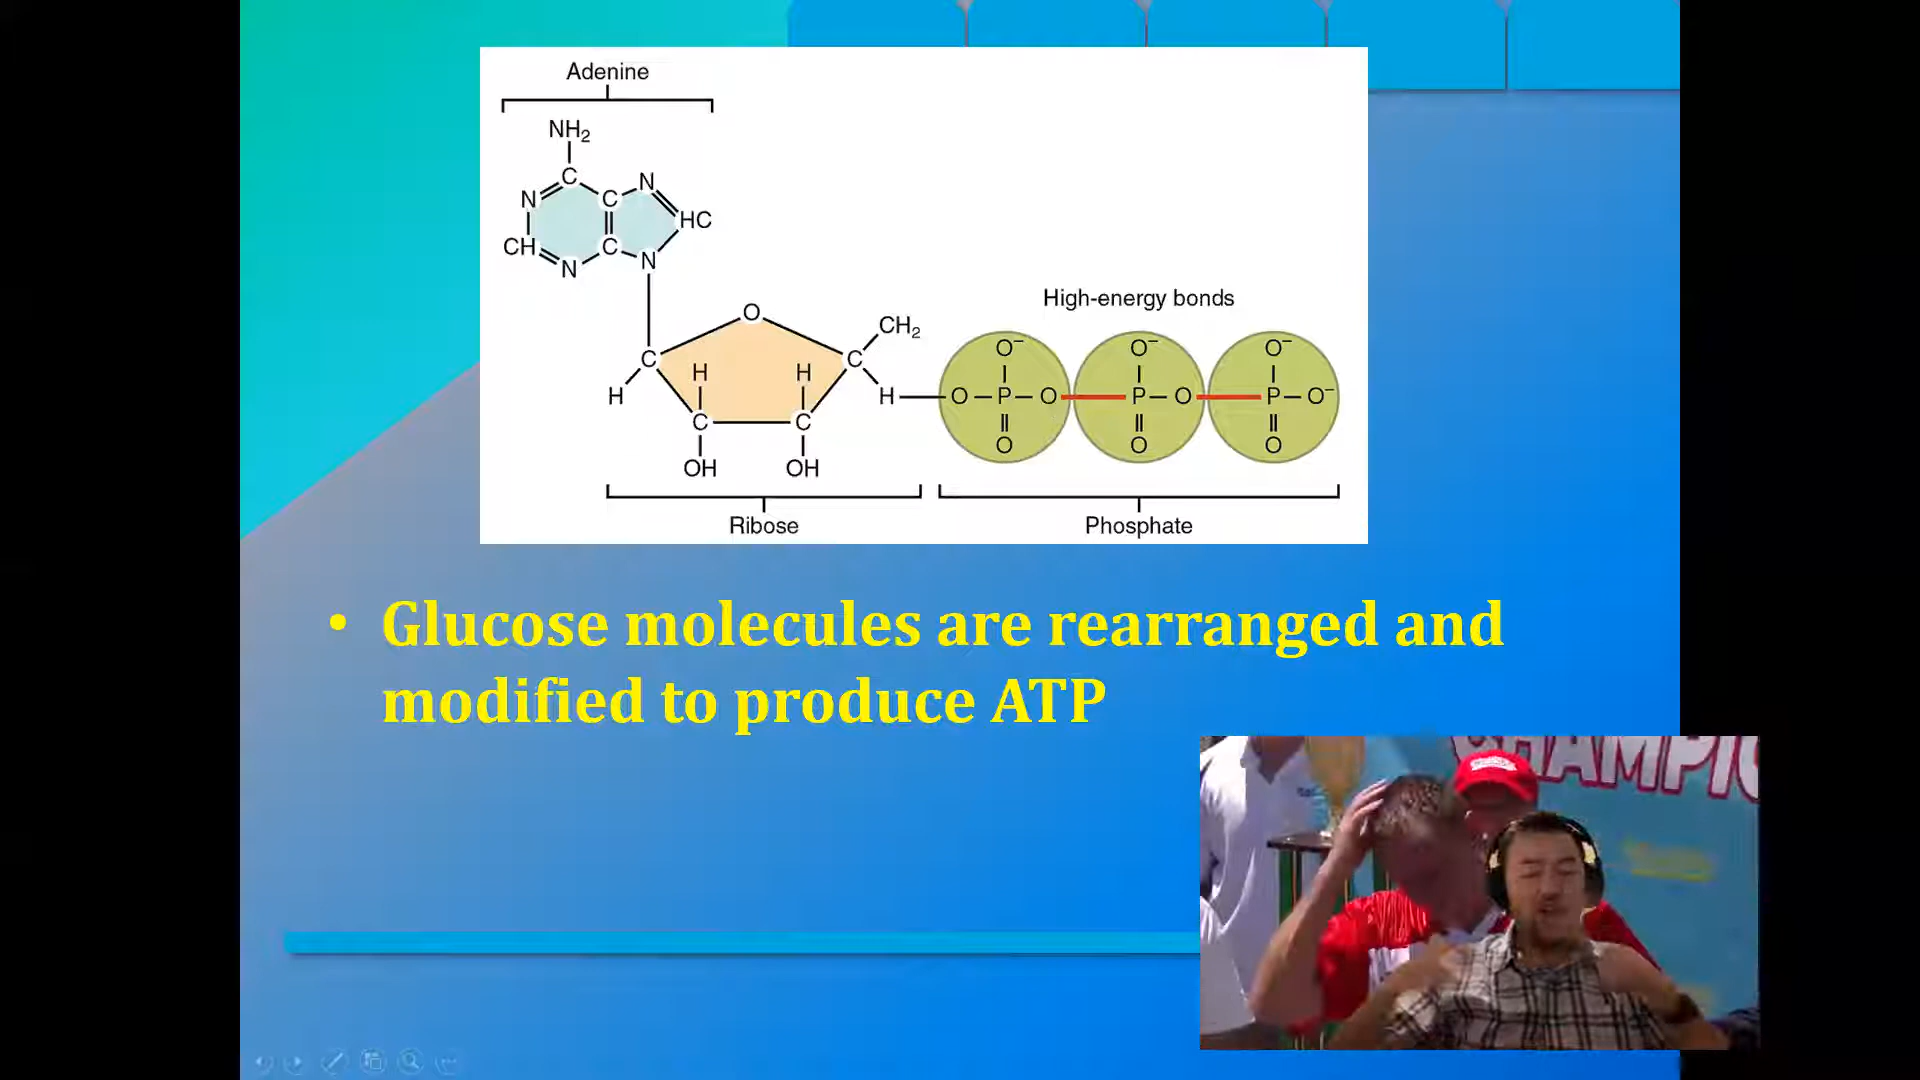 Adenine
NH2
C
N
N
C
HC
CH
C
N
N
High-energy bonds
O
CH2
O−
O−
O−
C
C
H
H
H
H
O
P
O
P
O
P
O−
C
C
O
O
O
OH
OH
Ribose
Phosphate
• Glucose molecules are rearranged and
modified to produce ATP
CHAMPIO